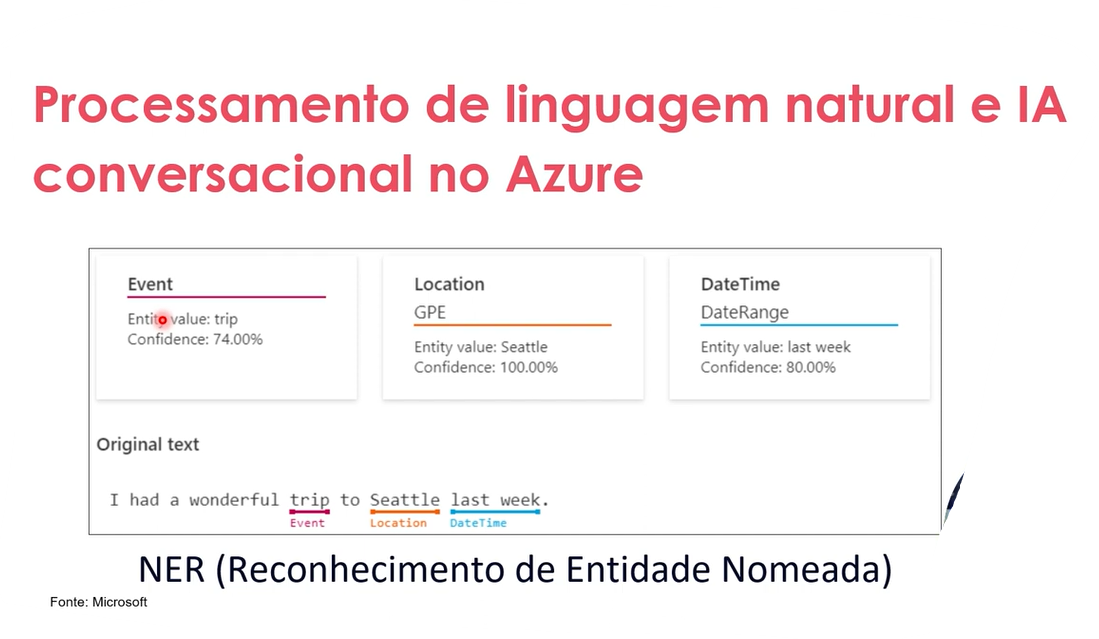 Processamento de linguagem natural e IA
conversacional no Azure
Event
Entity value: trip
Confidence: 74.00%
Location
GPE
Entity value: Seattle
Confidence: 100.00%
DateTime
DateRange
Entity value: last week
Confidence: 80.00%
Original text
I had a wonderful trip to Seattle last week.
Event Location DateTime
NER (Reconhecimento de Entidade Nomeada)
Fonte: Microsoft